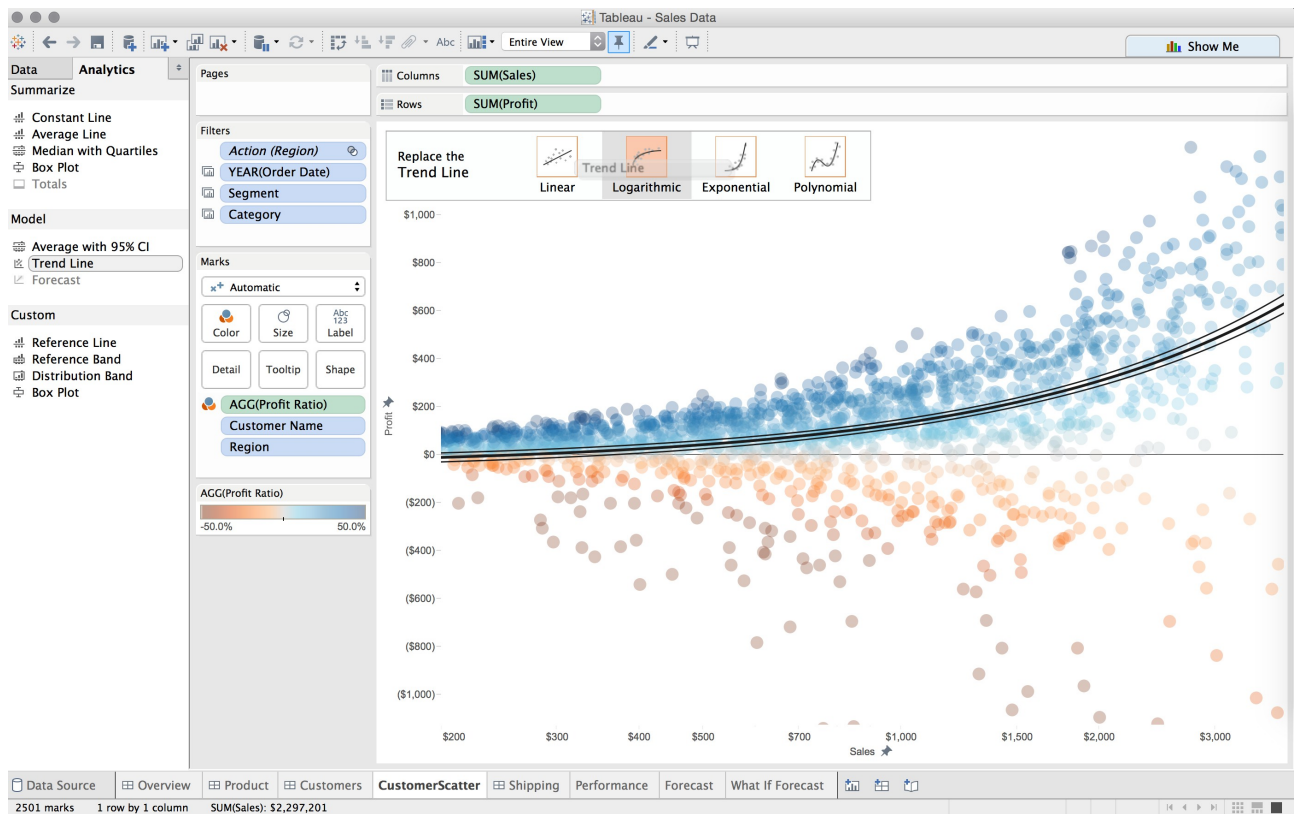 Tableau - Sales Data
Abc
Entire View
Show Me
Data
Analytics
Summarize
Constant Line
Average Line
Median with Quartiles
Box Plot
Totals
Model
Average with 95% CI
Trend Line
Forecast
Custom
Reference Line
Reference Band
Distribution Band
Box Plot
Pages
Filters
Action (Region)
YEAR(Order Date)
Segment
Category
Marks
Automatic
Color
Size
Abc
123
Label
Detail
Tooltip
Shape
AGG(Profit Ratio)
Customer Name
Region
AGG(Profit Ratio)
-50.0%
50.0%
Columns
SUM(Sales)
Rows
SUM(Profit)
Replace the
Trend Line
Trend Line
Linear
Logarithmic
Exponential
Polynomial
Profit
$1,000
$800
$600
$400
$200
$0
($200)
($400)
($600)
($800)
($1,000)
$200
$300
$400
$500
$700
$1,000
$1,500
$2,000
$3,000
Sales
Data Source
Overview
Product
Customers
CustomerScatter
Shipping
Performance
Forecast
What If Forecast
2501 marks
1 row by 1 column
SUM(Sales): $2,297,201